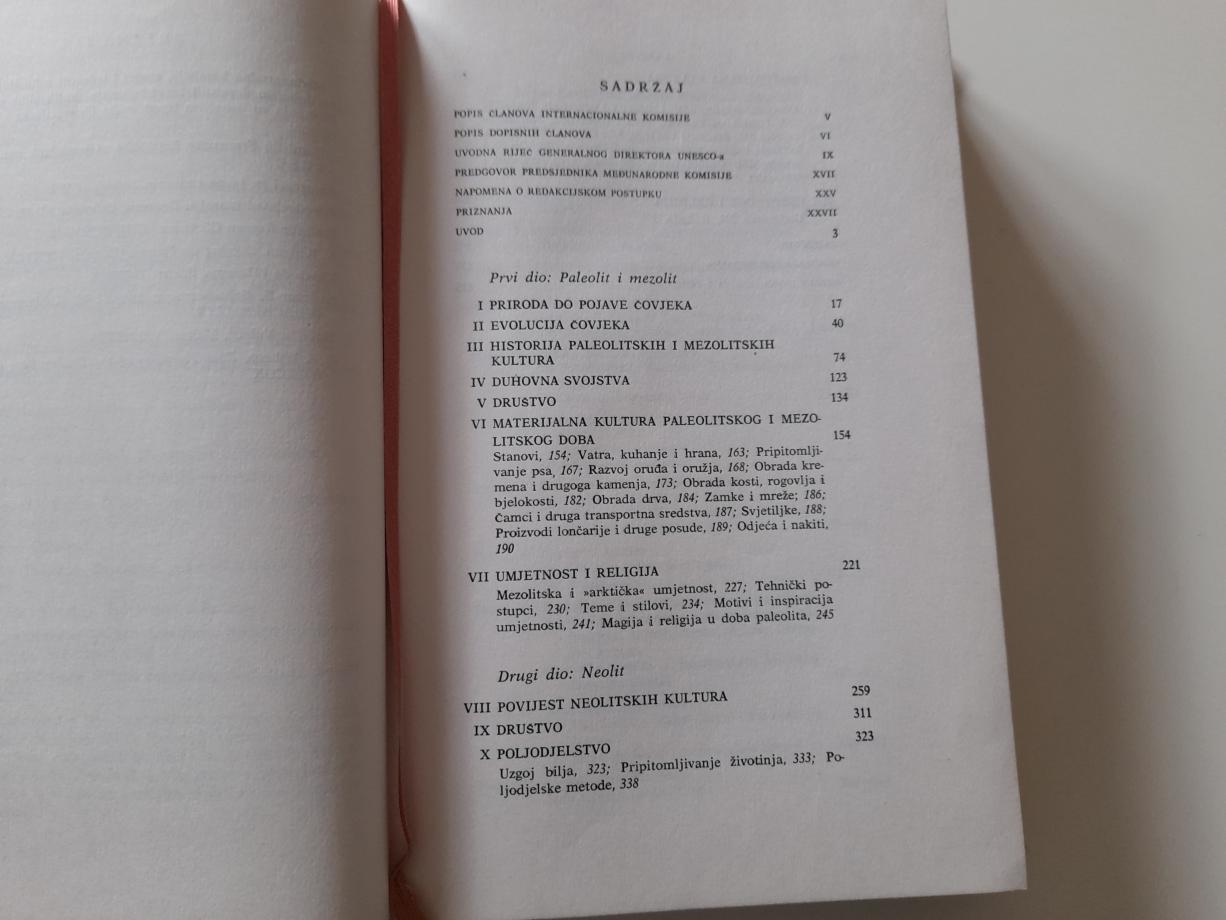 SADRŽAJ
POPIS ČLANOVA INTERNACIONALNE KOMISIJE V
POPIS DOPISNIH ČLANOVA VI
UVODNA RIJEČ GENERALNOG DIREKTORA UNESCO-a IX
PREDGOVOR PREDSJEDNIKA MEĐUNARODNE KOMISIJE XVII
NAPOMENA O REDAKCIJSKOM POSTUPKU XXV
PRIZNANJA XXVII
UVOD 3
Prvi dio: Paleolit i mezolit
I PRIRODA DO POJAVE ČOVJEKA 17
II EVOLUCIJA ČOVJEKA 40
III HISTORIJA PALEOLITSKIH I MEZOLITSKIH
KULTURA 74
IV DUHOVNA SVOJSTVA 123
V DRUŠTVO 134
VI MATERIJALNA KULTURA PALEOLITSKOG I MEZO-
LITSKOG DOBA 154
Stanovi, 154; Vatra, kuhanje i hrana, 163; Pripitomlji-
vanje psa, 167; Razvoj oruđa i oružja, 168; Obrada kre-
mena i drugoga kamenja, 173; Obrada kosti, rogovlja i
bjelokosti, 182; Obrada drva, 184; Zamke i mreže; 186;
Čamci i druga transportna sredstva, 187; Svjetiljke, 188;
Proizvodi lončarije i druge posude, 189; Odjeća i nakiti,
190
VII UMJETNOST I RELIGIJA 221
Mezolitska i »arktička« umjetnost, 227; Tehnički po-
stupci, 230; Teme i stilovi, 234; Motivi i inspiracija
umjetnosti, 241; Magija i religija u doba paleolita, 245
Drugi dio: Neolit
VIII POVIJEST NEOLITSKIH KULTURA 259
IX DRUŠTVO 311
X POLJODJELSTVO 323
Uzgoj bilja, 323; Pripitomljivanje životinja, 333; Po-
ljodjelske metode, 338